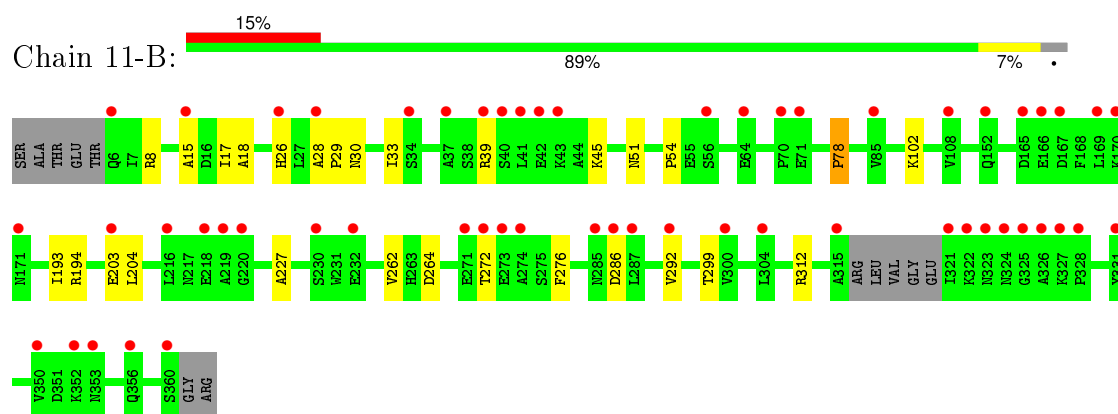 15%
Chain 11-B:
89% 7% •
SER ALA THR GLU THR Q6 I7 R8 A15 D16 I17 A18 H26 L27 A28 P29 N30 I33 S34 A37 S38 R39 S40 L41 E42 K43 A44 K45 N51 P54 E55 S56 E64 P70 E71 P78 V85 K102 V108 Q152 D165 E166 D167 F168 L169 K170
N171 I193 R194 E203 L204 L216 N217 E218 A219 G220 A227 S230 W231 E232 V262 H263 D264 E271 T272 E273 A274 S275 F276 N285 D286 L287 V292 T299 V300 L304 R312 A315 ARG LEU VAL GLY GLU I321 K322 N323 N324 G325 A326 K327 P328
V350 D351 K352 N353 Q356 S360 GLY ARG